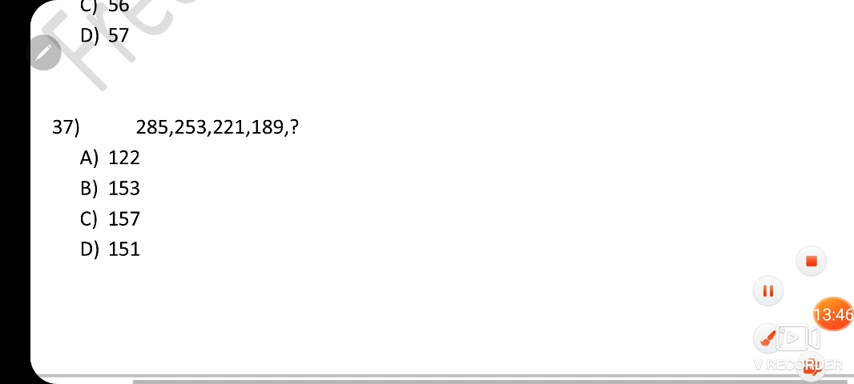 C) 56
D) 57
37) 285,253,221,189,?
A) 122
B) 153
C) 157
D) 151
13:46
V RECORDER